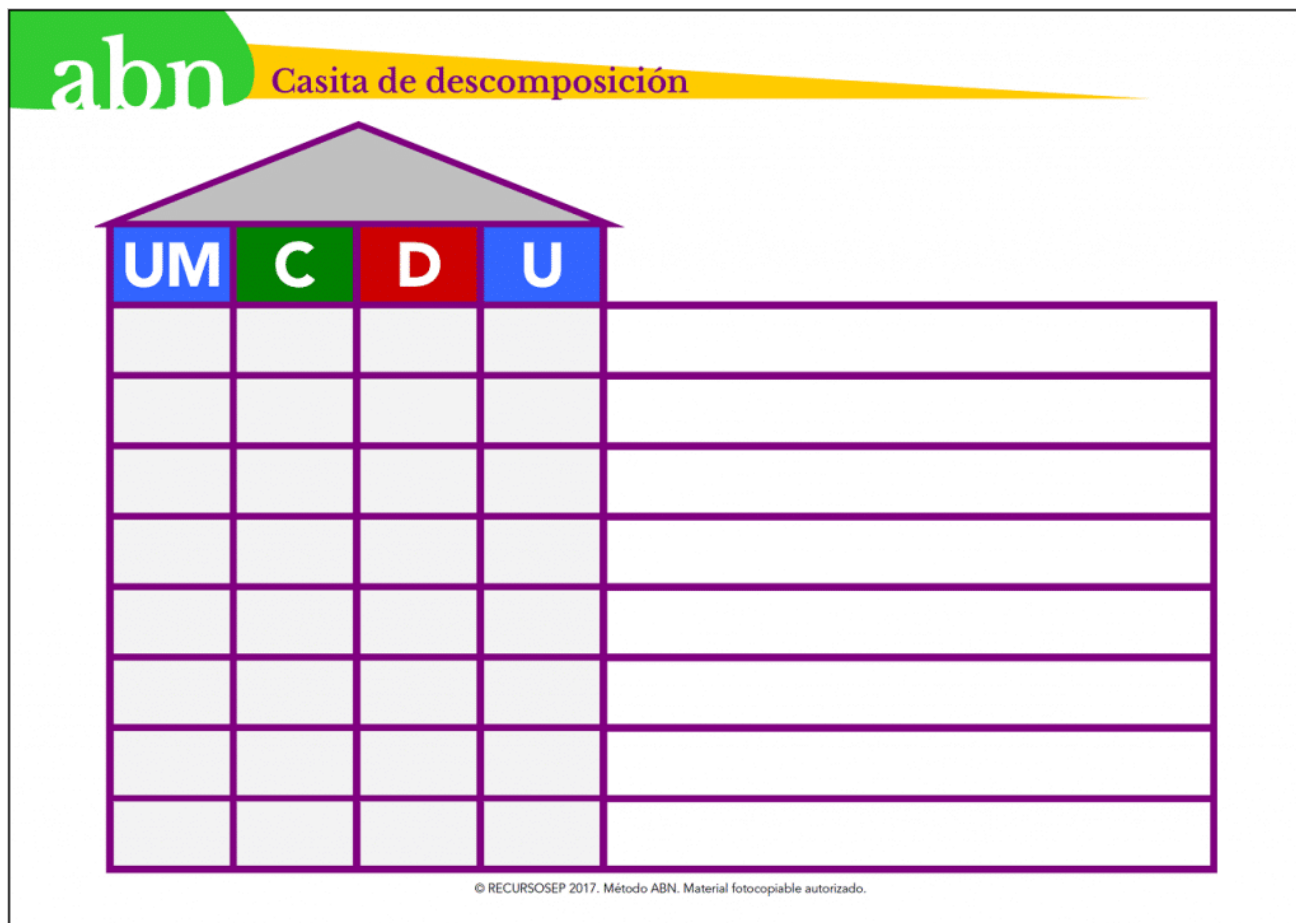 abn
Casita de descomposición
UM C D U
© RECURSOSEP 2017. Método ABN. Material fotocopiable autorizado.